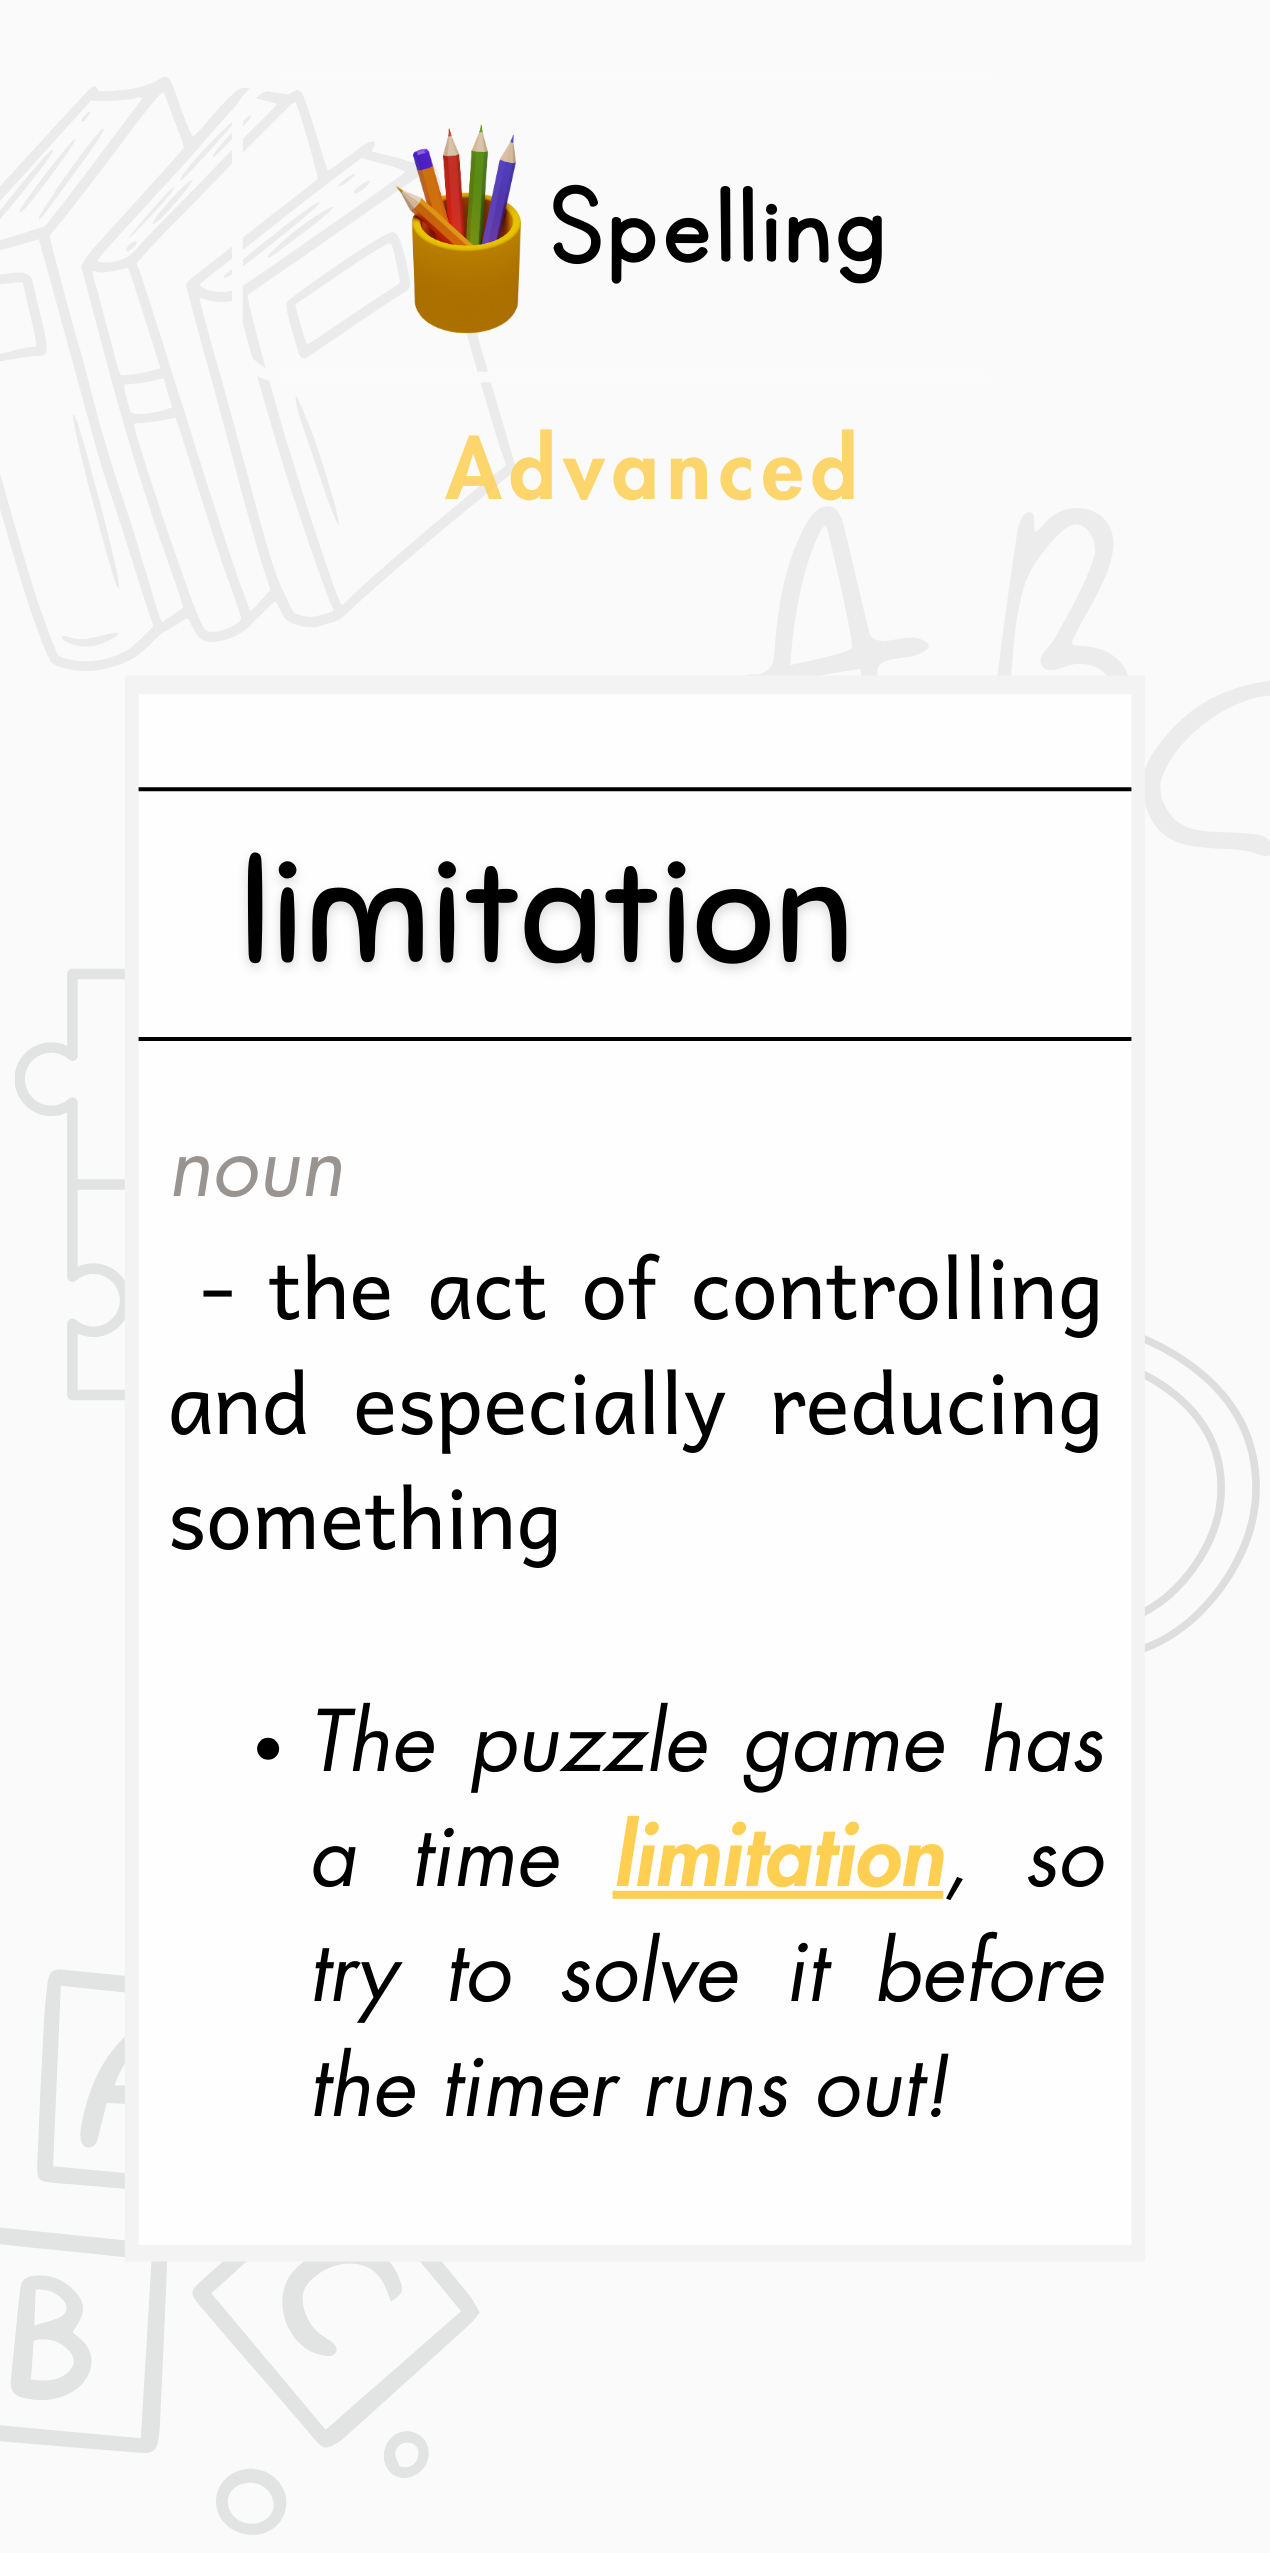 Spelling
Advanced
A B
limitation
noun
- the act of controlling
and especially reducing
something
• The puzzle game has
a time limitation, so
try to solve it before
the timer runs out!
A
B C